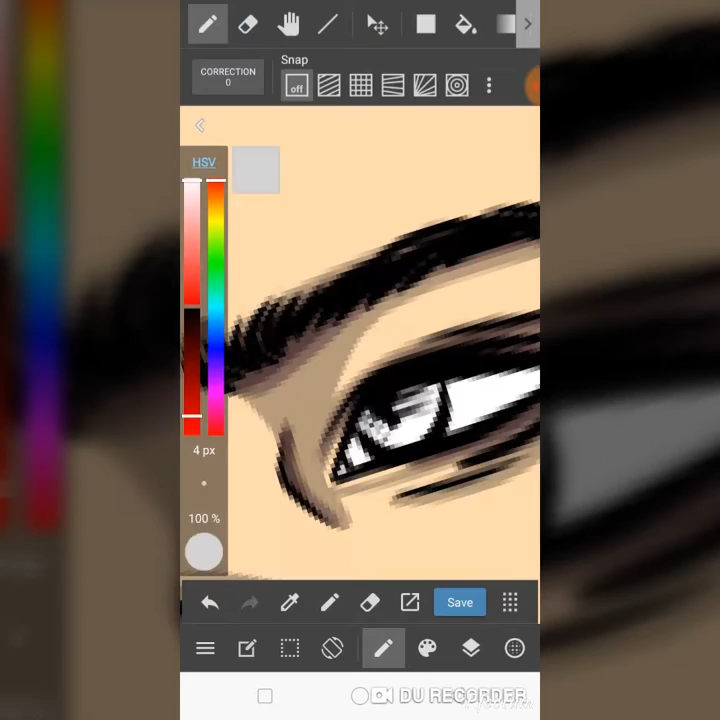 Snap
CORRECTION
0
off
HSV
4 px
100 %
Save
DU RECORDER